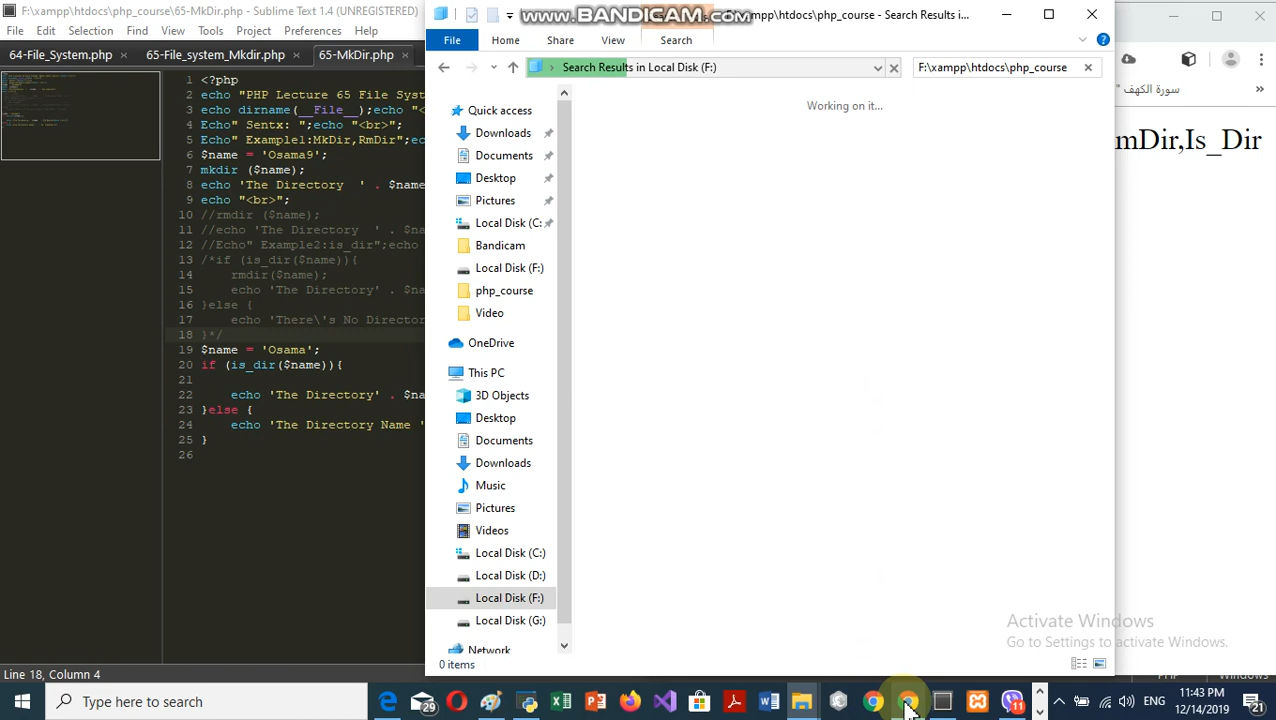 F:\xampp\htdocs\php_course\65-MkDir.php - Sublime Text 1.4 (UNREGISTERED)
File Edit Selection Find View Tools Project Preferences Help
64-File_System.php × 65-File_system_Mkdir.php × 65-MkDir.php ×
1 <?php
2 echo "PHP Lecture 65 File Syst
3 echo dirname(__File__);echo "<
4 Echo" Sentx: ";echo "<br>";
5 Echo" Example1:MkDir,RmDir";ec
6 $name = 'Osama9';
7 mkdir ($name);
8 echo 'The Directory  ' . $name
9 echo "<br>";
10 //rmdir ($name);
11 //echo 'The Directory  ' . $n
12 //Echo" Example2:is_dir";echo
13 /*if (is_dir($name)){
14 rmdir($name);
15 echo 'The Directory' . $na
16 }else {
17 echo 'There\'s No Director
18 }*/
19 $name = 'Osama';
20 if (is_dir($name)){
21
22 echo 'The Directory' . $na
23 }else {
24 echo 'The Directory Name '
25 }
26
Line 18, Column 4
www.BANDICAM.com
\xampp\htdocs\php_course - Search Results i...
File Home Share View Search
Search Results in Local Disk (F:)
F:\xampp\htdocs\php_course
Working on it...
Quick access
Downloads
Documents
Desktop
Pictures
Local Disk (C:
Bandicam
Local Disk (F:)
php_course
Video
OneDrive
This PC
3D Objects
Desktop
Documents
Downloads
Music
Pictures
Videos
Local Disk (C:)
Local Disk (D:)
Local Disk (F:)
Local Disk (G:)
Network
0 items
سورة الكهف "
mDir,Is_Dir
Activate Windows
Go to Settings to activate Windows.
PHP Windows
Type here to search
29
11
11:43 PM
12/14/2019
21